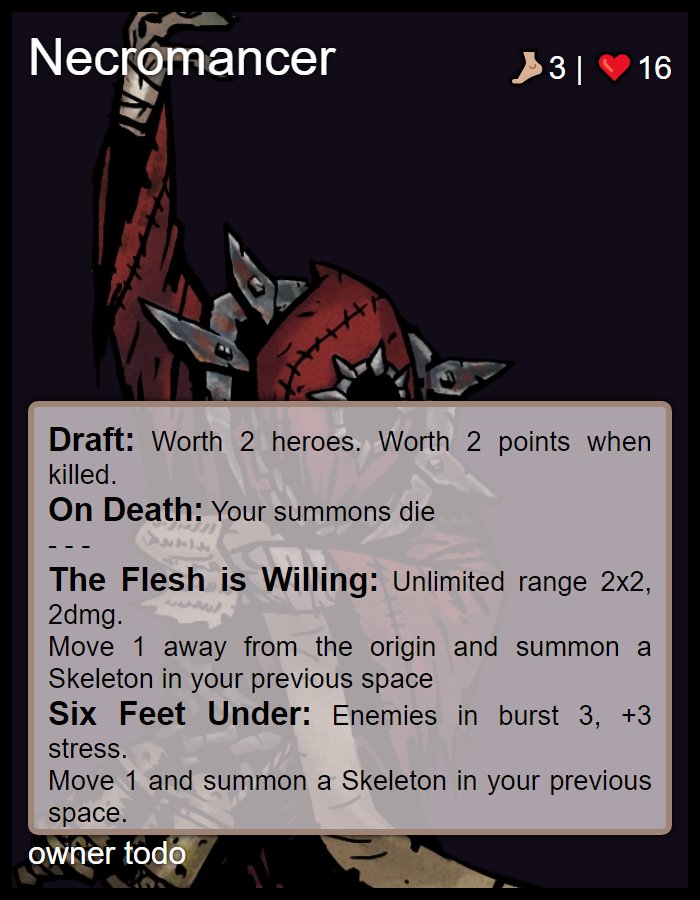 Necromancer
3 | 16
Draft: Worth 2 heroes. Worth 2 points when
killed.
On Death: Your summons die
- - -
The Flesh is Willing: Unlimited range 2x2,
2dmg.
Move 1 away from the origin and summon a
Skeleton in your previous space
Six Feet Under: Enemies in burst 3, +3
stress.
Move 1 and summon a Skeleton in your previous
space.
owner todo